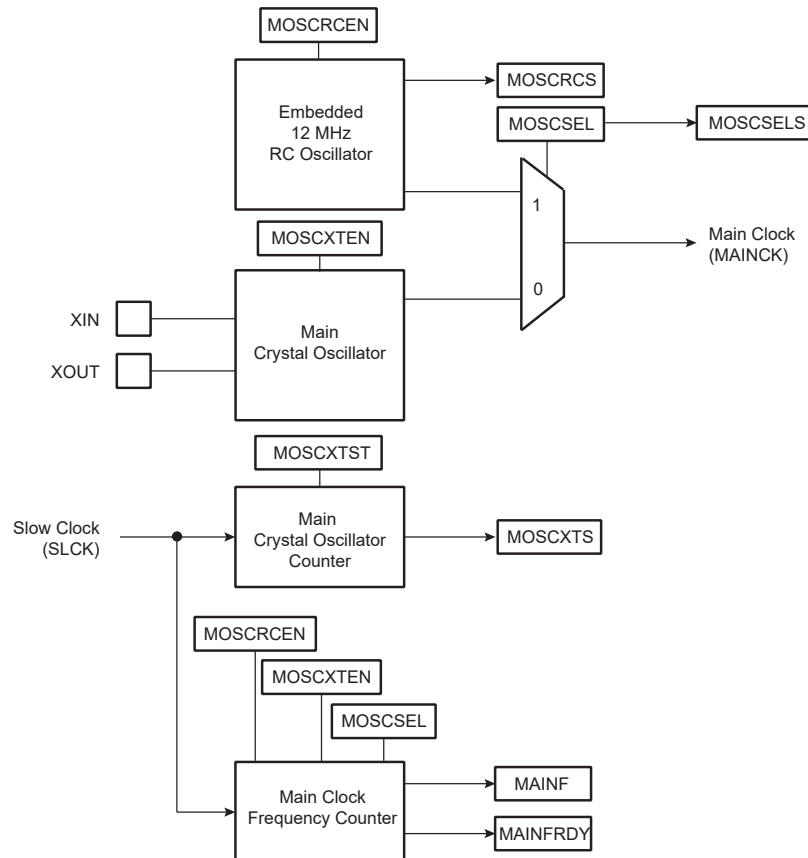 MOSCRCEN
Embedded
12 MHz
RC Oscillator
MOSCRCS
MOSCSEL
MOSCSELS
1
MOSCXTEN
Main Clock
(MAINCK)
0
XIN
Main
Crystal Oscillator
XOUT
MOSCXTST
Slow Clock
(SLCK)
Main
Crystal Oscillator
Counter
MOSCXTS
MOSCRCEN
MOSCXTEN
MOSCSEL
Main Clock
Frequency Counter
MAINF
MAINFRDY